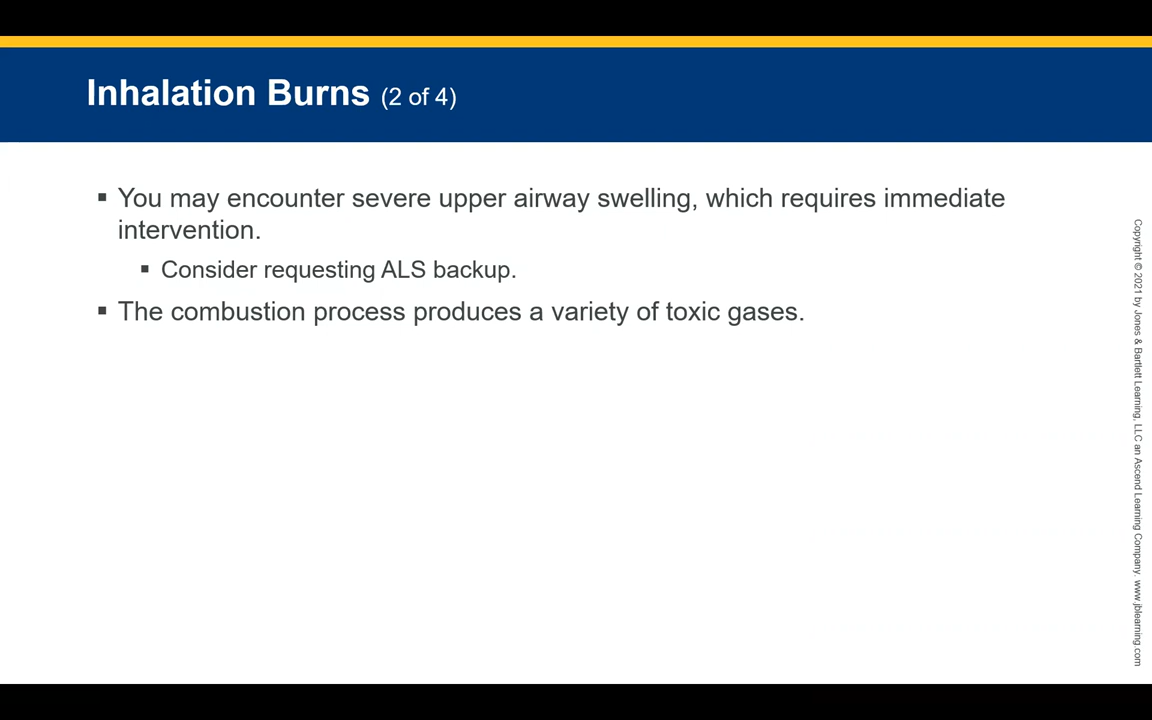 Inhalation Burns (2 of 4)
▪ You may encounter severe upper airway swelling, which requires immediate
intervention.
▪ Consider requesting ALS backup.
▪ The combustion process produces a variety of toxic gases.
Copyright © 2021 by Jones & Bartlett Learning, LLC an Ascend Learning Company. www.jblearning.com